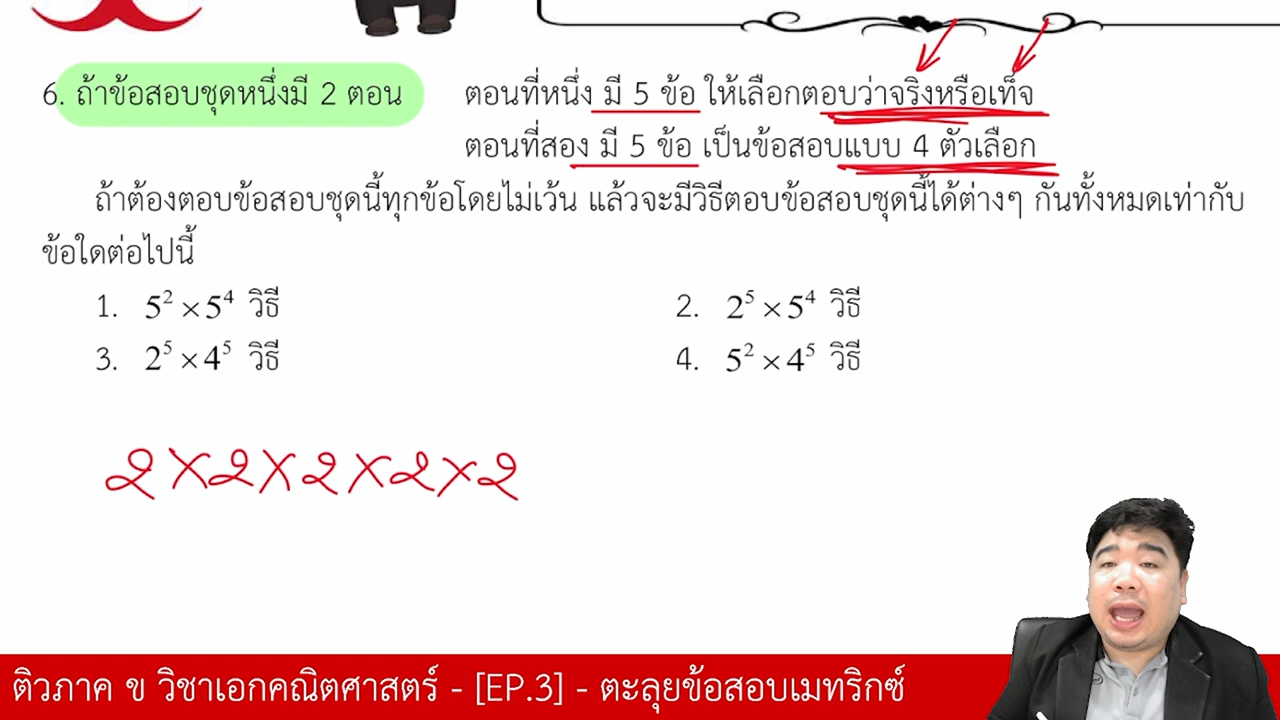 6. ถ้าข้อสอบชุดหนึ่งมี 2 ตอน ตอนที่หนึ่ง มี 5 ข้อ ให้เลือกตอบว่าจริงหรือเท็จ
ตอนที่สอง มี 5 ข้อ เป็นข้อสอบแบบ 4 ตัวเลือก
ถ้าต้องตอบข้อสอบชุดนี้ทุกข้อโดยไม่เว้น แล้วจะมีวิธีตอบข้อสอบชุดนี้ได้ต่างๆ กันทั้งหมดเท่ากับ
ข้อใดต่อไปนี้
1. 5² × 5⁴ วิธี 2. 2⁵ × 5⁴ วิธี
3. 2⁵ × 4⁵ วิธี 4. 5² × 4⁵ วิธี
2 × 2 × 2 × 2 × 2
ติวภาค ข วิชาเอกคณิตศาสตร์ - [EP.3] - ตะลุยข้อสอบเมทริกซ์